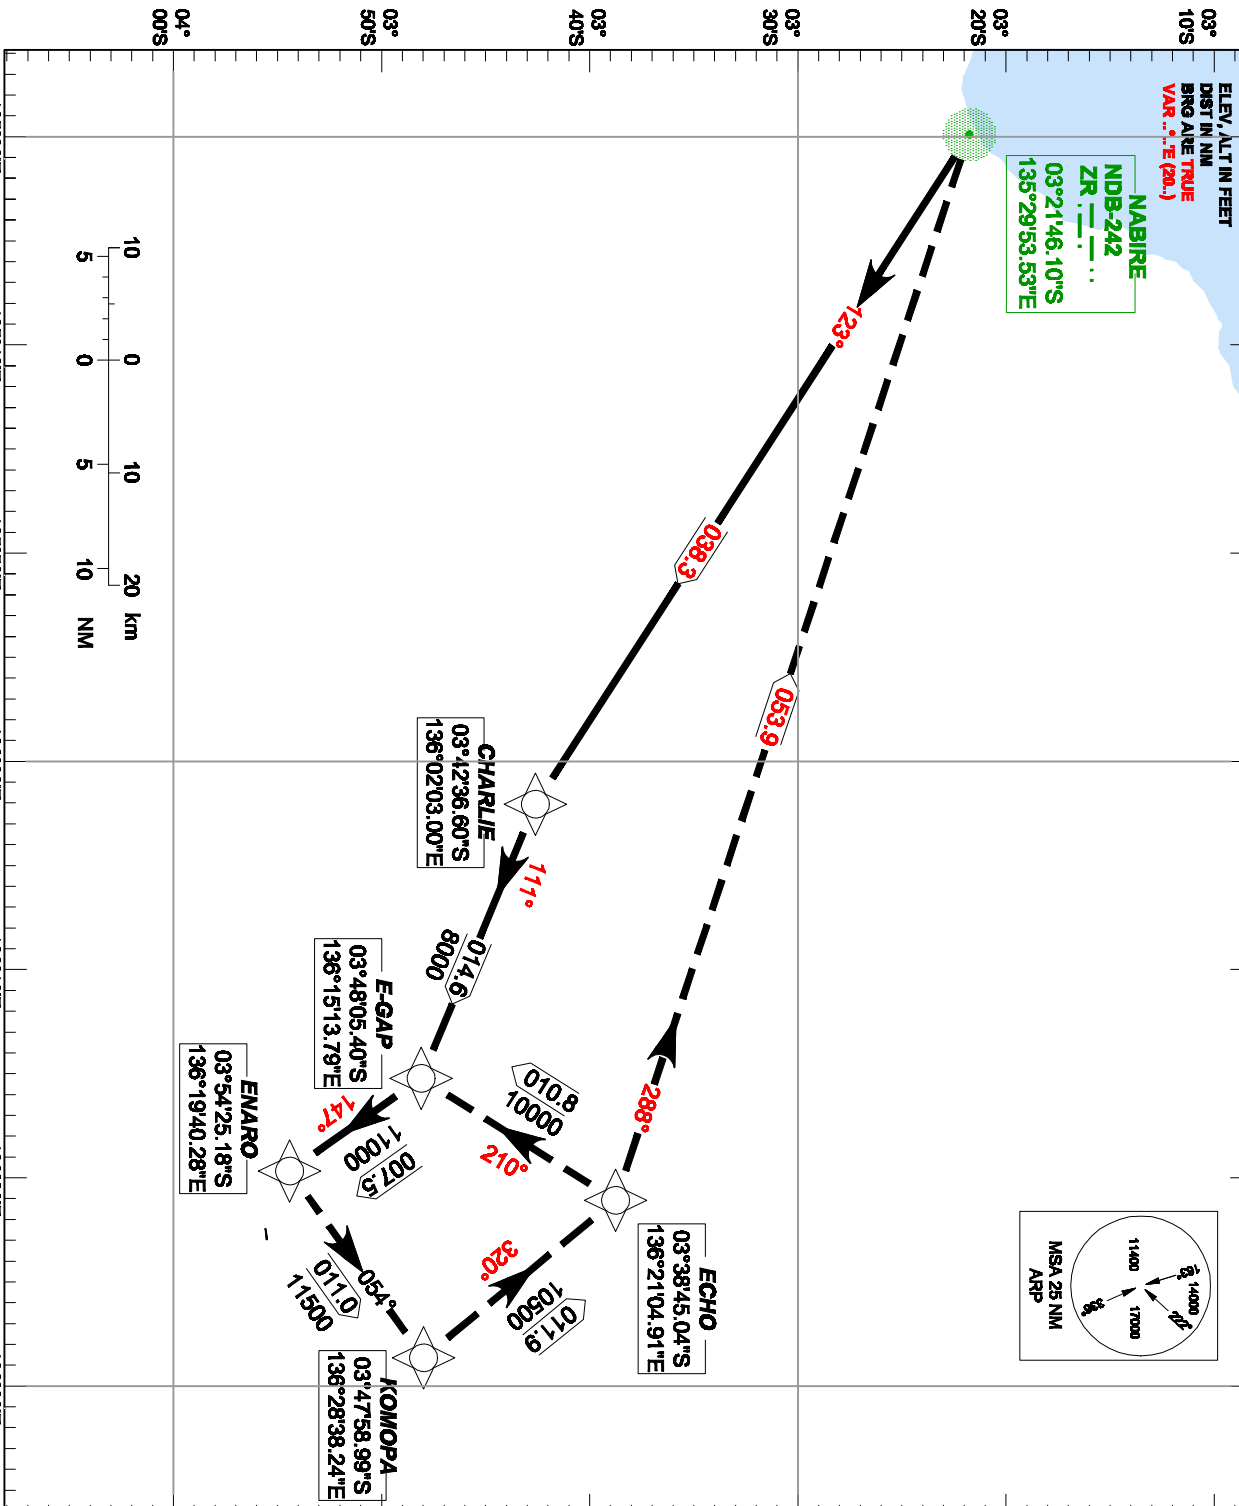 ELEV, ALT IN FEET
DIST IN NM
BRG ARE TRUE
VAR ..° ..'E (20..)
03°
10'S
03°
20'S
03°
30'S
03°
40'S
03°
50'S
04°
00'S
NABIRE
NDB-242
ZR
03°21'46.10"S
135°29'53.53"E
123°
038.3
053.9
288°
CHARLIE
03°42'36.60"S
136°02'03.00"E
111°
014.6
8000
E-GAP
03°48'05.40"S
136°15'13.79"E
147°
007.5
11000
010.8
10000
210°
ENARO
03°54'25.18"S
136°19'40.28"E
054°
011.0
11500
320°
011.9
10500
ECHO
03°38'45.04"S
136°21'04.91"E
KOMOPA
03°47'58.99"S
136°28'38.24"E
163°
14000
11400
17000
336°
MSA 25 NM
ARP
10 0 10 20 km
5 0 5 10 NM